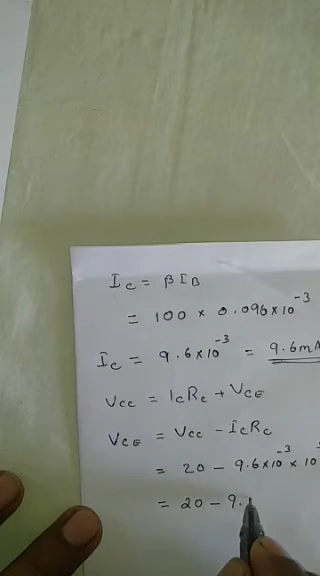 Ic = βIB
= 100 × 0.096×10⁻³
Ic = 9.6×10⁻³ = 9.6mA
Vcc = IcRc + VCE
VCE = Vcc - IcRc
= 20 - 9.6×10⁻³ × 10
= 20 - 9.